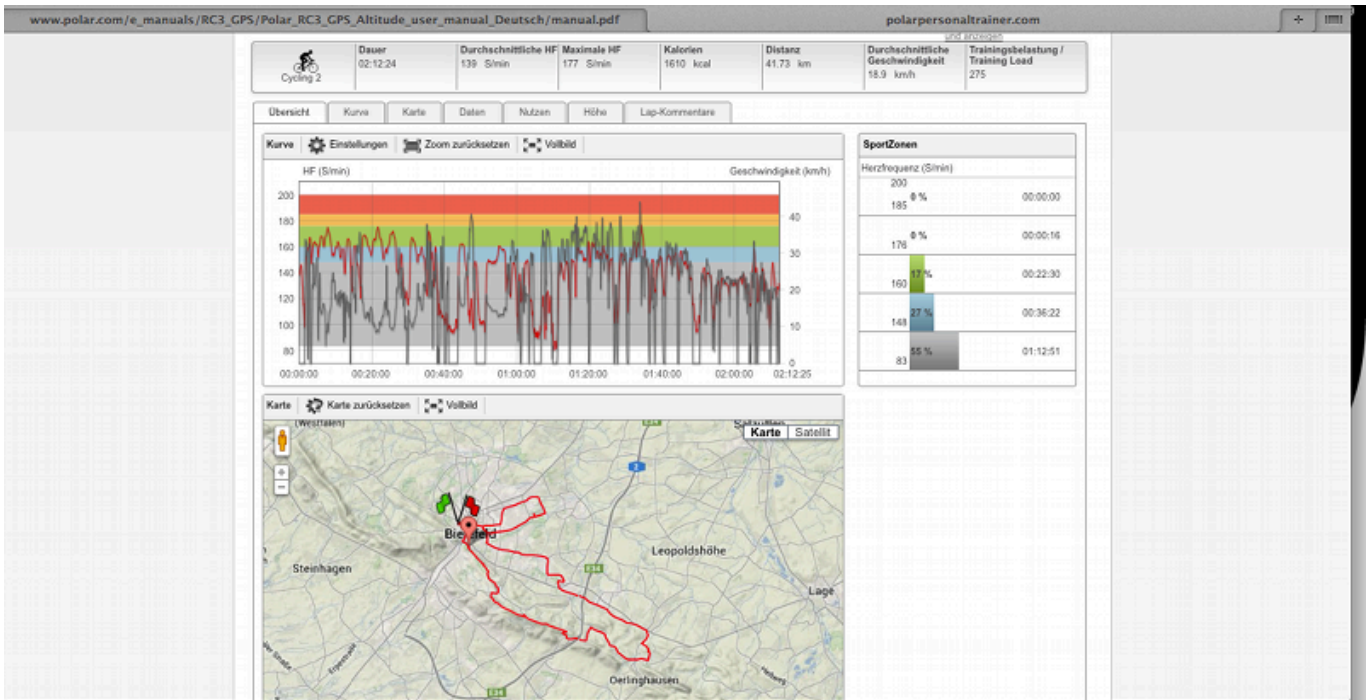 www.polar.com/e_manuals/RC3_GPS/Polar_RC3_GPS_Altitude_user_manual_Deutsch/manual.pdf
polarpersonaltrainer.com
und anzeigen
Cycling 2
Dauer
02:12:24
Durchschnittliche HF
139 S/min
Maximale HF
177 S/min
Kalorien
1610 kcal
Distanz
41.73 km
Durchschnittliche
Geschwindigkeit
18.9 km/h
Trainingsbelastung /
Training Load
275
Übersicht
Kurve
Karte
Daten
Nutzen
Höhe
Lap-Kommentare
Kurve
Einstellungen
Zoom zurücksetzen
Vollbild
HF (S/min)
Geschwindigkeit (km/h)
200
180
160
140
120
100
80
40
30
20
10
0
00:00:00
00:20:00
00:40:00
01:00:00
01:20:00
01:40:00
02:00:00
02:12:25
SportZonen
Herzfrequenz (S/min)
200
185
0 %
00:00:00
176
0 %
00:00:16
160
17 %
00:22:30
148
27 %
00:36:22
83
55 %
01:12:51
Karte
Karte zurücksetzen
Vollbild
(Westfalen)
Karte
Satellit
2
Bielefeld
Leopoldshöhe
Steinhagen
E34
Lage
Oerlinghausen
E34